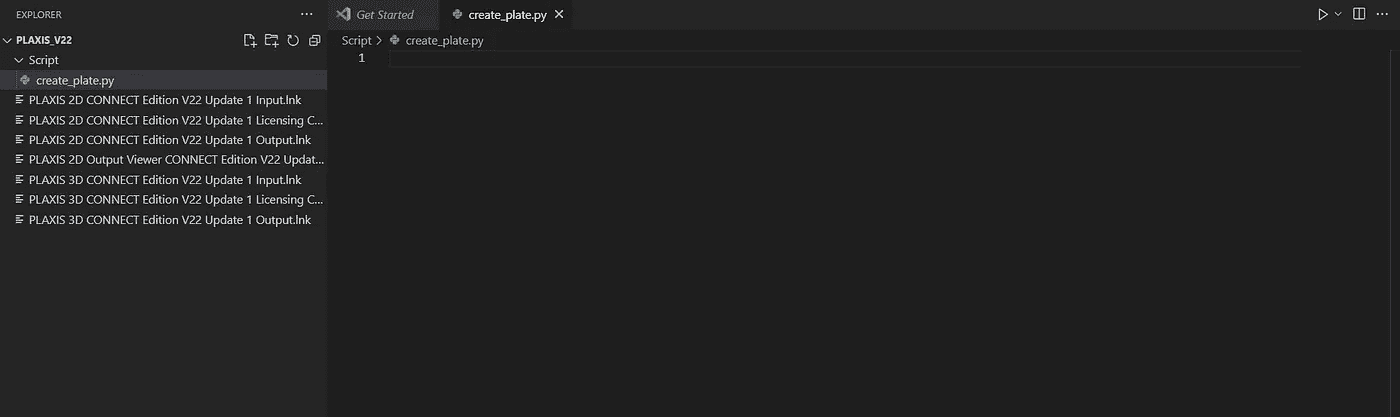 EXPLORER
PLAXIS_V22
Script
create_plate.py
PLAXIS 2D CONNECT Edition V22 Update 1 Input.lnk
PLAXIS 2D CONNECT Edition V22 Update 1 Licensing C...
PLAXIS 2D CONNECT Edition V22 Update 1 Output.lnk
PLAXIS 2D Output Viewer CONNECT Edition V22 Updat...
PLAXIS 3D CONNECT Edition V22 Update 1 Input.lnk
PLAXIS 3D CONNECT Edition V22 Update 1 Licensing C...
PLAXIS 3D CONNECT Edition V22 Update 1 Output.lnk
Get Started
create_plate.py
Script > create_plate.py
1